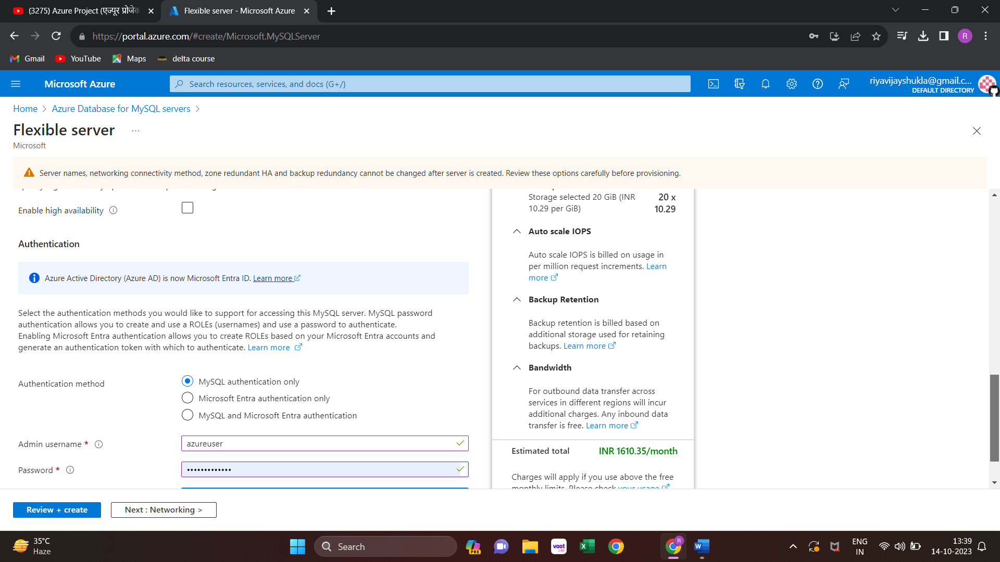 (3275) Azure Project (एज्यूर प्रोजेक
Flexible server - Microsoft Azure
https://portal.azure.com/#create/Microsoft.MySQLServer
R
Gmail
YouTube
Maps
delta course
Microsoft Azure
Search resources, services, and docs (G+/)
riyavijayshukla@gmail.c...
DEFAULT DIRECTORY
Home > Azure Database for MySQL servers >
Flexible server ...
Microsoft
Server names, networking connectivity method, zone redundant HA and backup redundancy cannot be changed after server is created. Review these options carefully before provisioning.
Enable high availability
Authentication
Azure Active Directory (Azure AD) is now Microsoft Entra ID. Learn more
Select the authentication methods you would like to support for accessing this MySQL server. MySQL password
authentication allows you to create and use a ROLEs (usernames) and use a password to authenticate.
Enabling Microsoft Entra authentication allows you to create ROLEs based on your Microsoft Entra accounts and
generate an authentication token with which to authenticate. Learn more
Authentication method
MySQL authentication only
Microsoft Entra authentication only
MySQL and Microsoft Entra authentication
Admin username *
azureuser
Password *
•••••••••••••
Storage selected 20 GiB (INR 20 x
10.29 per GiB) 10.29
Auto scale IOPS
Auto scale IOPS is billed on usage in
per million request increments. Learn
more
Backup Retention
Backup retention is billed based on
additional storage used for retaining
backups. Learn more
Bandwidth
For outbound data transfer across
services in different regions will incur
additional charges. Any inbound data
transfer is free. Learn more
Estimated total INR 1610.35/month
Charges will apply if you use above the free
monthly limits. Please check your usage
Review + create
Next : Networking >
35°C
Haze
Search
PRE
voot
R
ENG
IN
13:39
14-10-2023